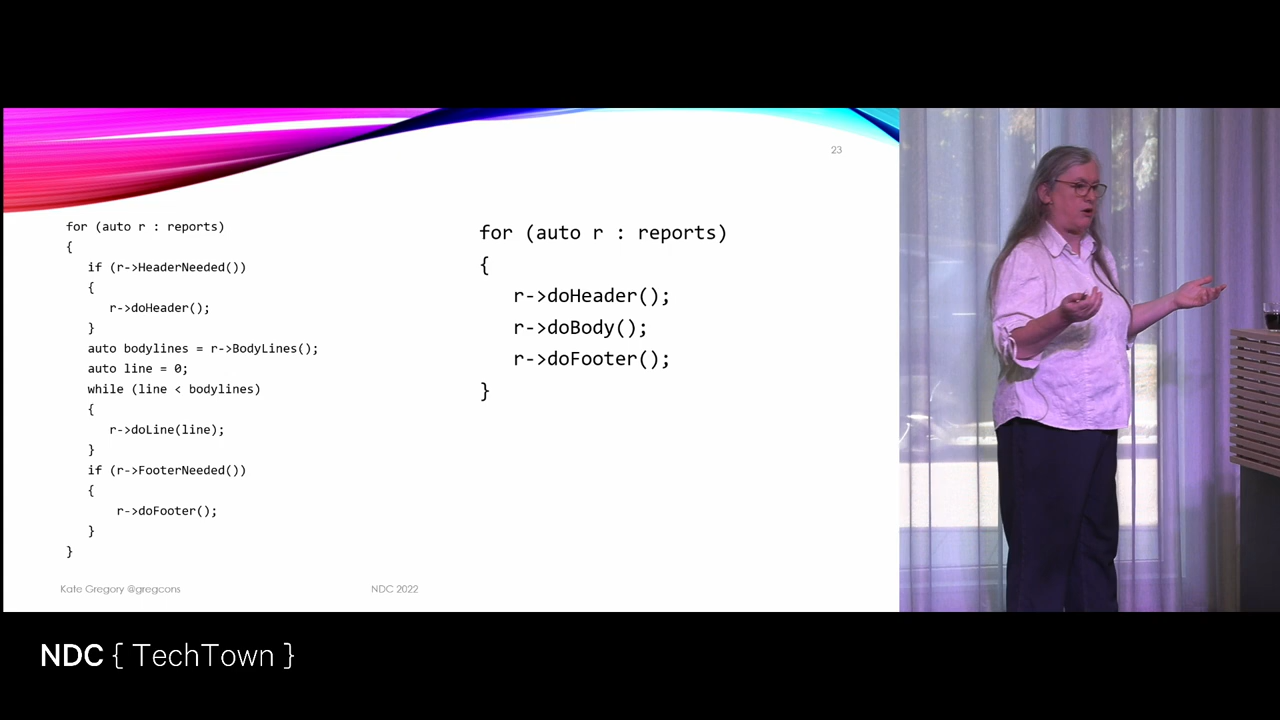 23
for (auto r : reports)
{
if (r->HeaderNeeded())
{
r->doHeader();
}
auto bodylines = r->BodyLines();
auto line = 0;
while (line < bodylines)
{
r->doLine(line);
}
if (r->FooterNeeded())
{
r->doFooter();
}
}
for (auto r : reports)
{
r->doHeader();
r->doBody();
r->doFooter();
}
Kate Gregory @gregcons
NDC 2022
NDC { TechTown }